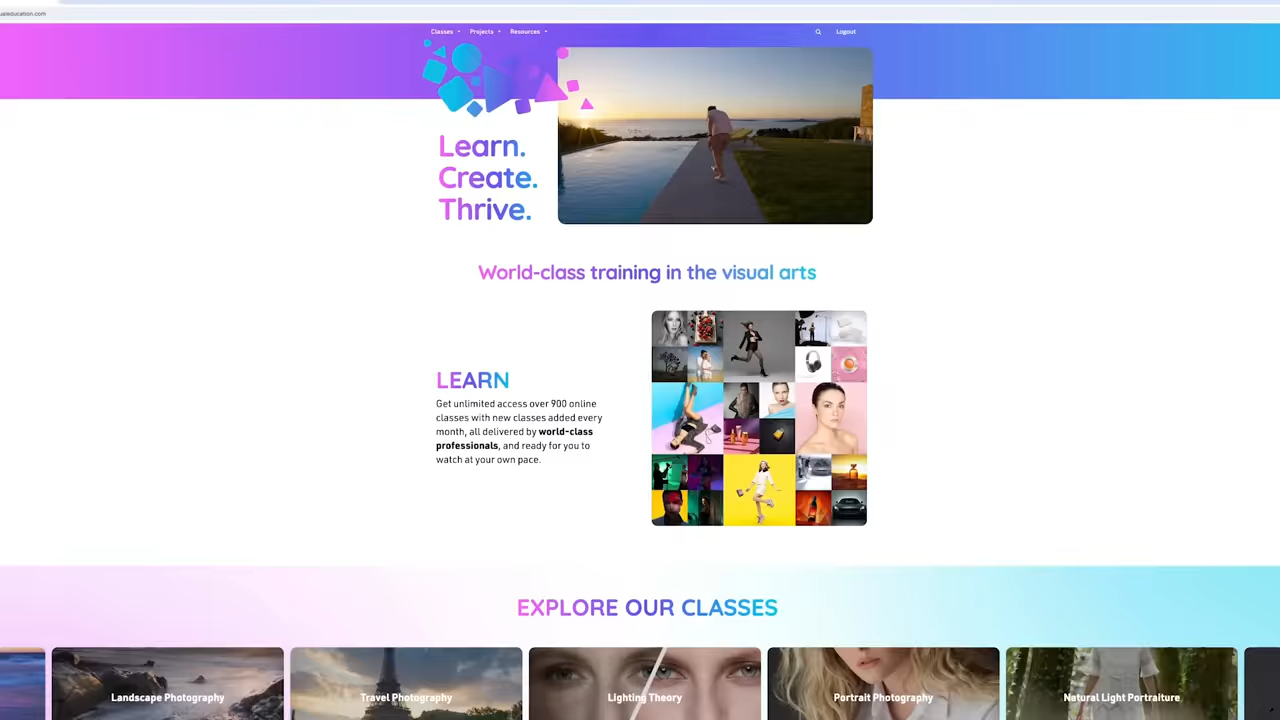 ualeducation.com
Classes Projects Resources Logout
Learn.
Create.
Thrive.
World-class training in the visual arts
LEARN
Get unlimited access over 900 online
classes with new classes added every
month, all delivered by world-class
professionals, and ready for you to
watch at your own pace.
EXPLORE OUR CLASSES
Landscape Photography
Travel Photography
Lighting Theory
Portrait Photography
Natural Light Portraiture